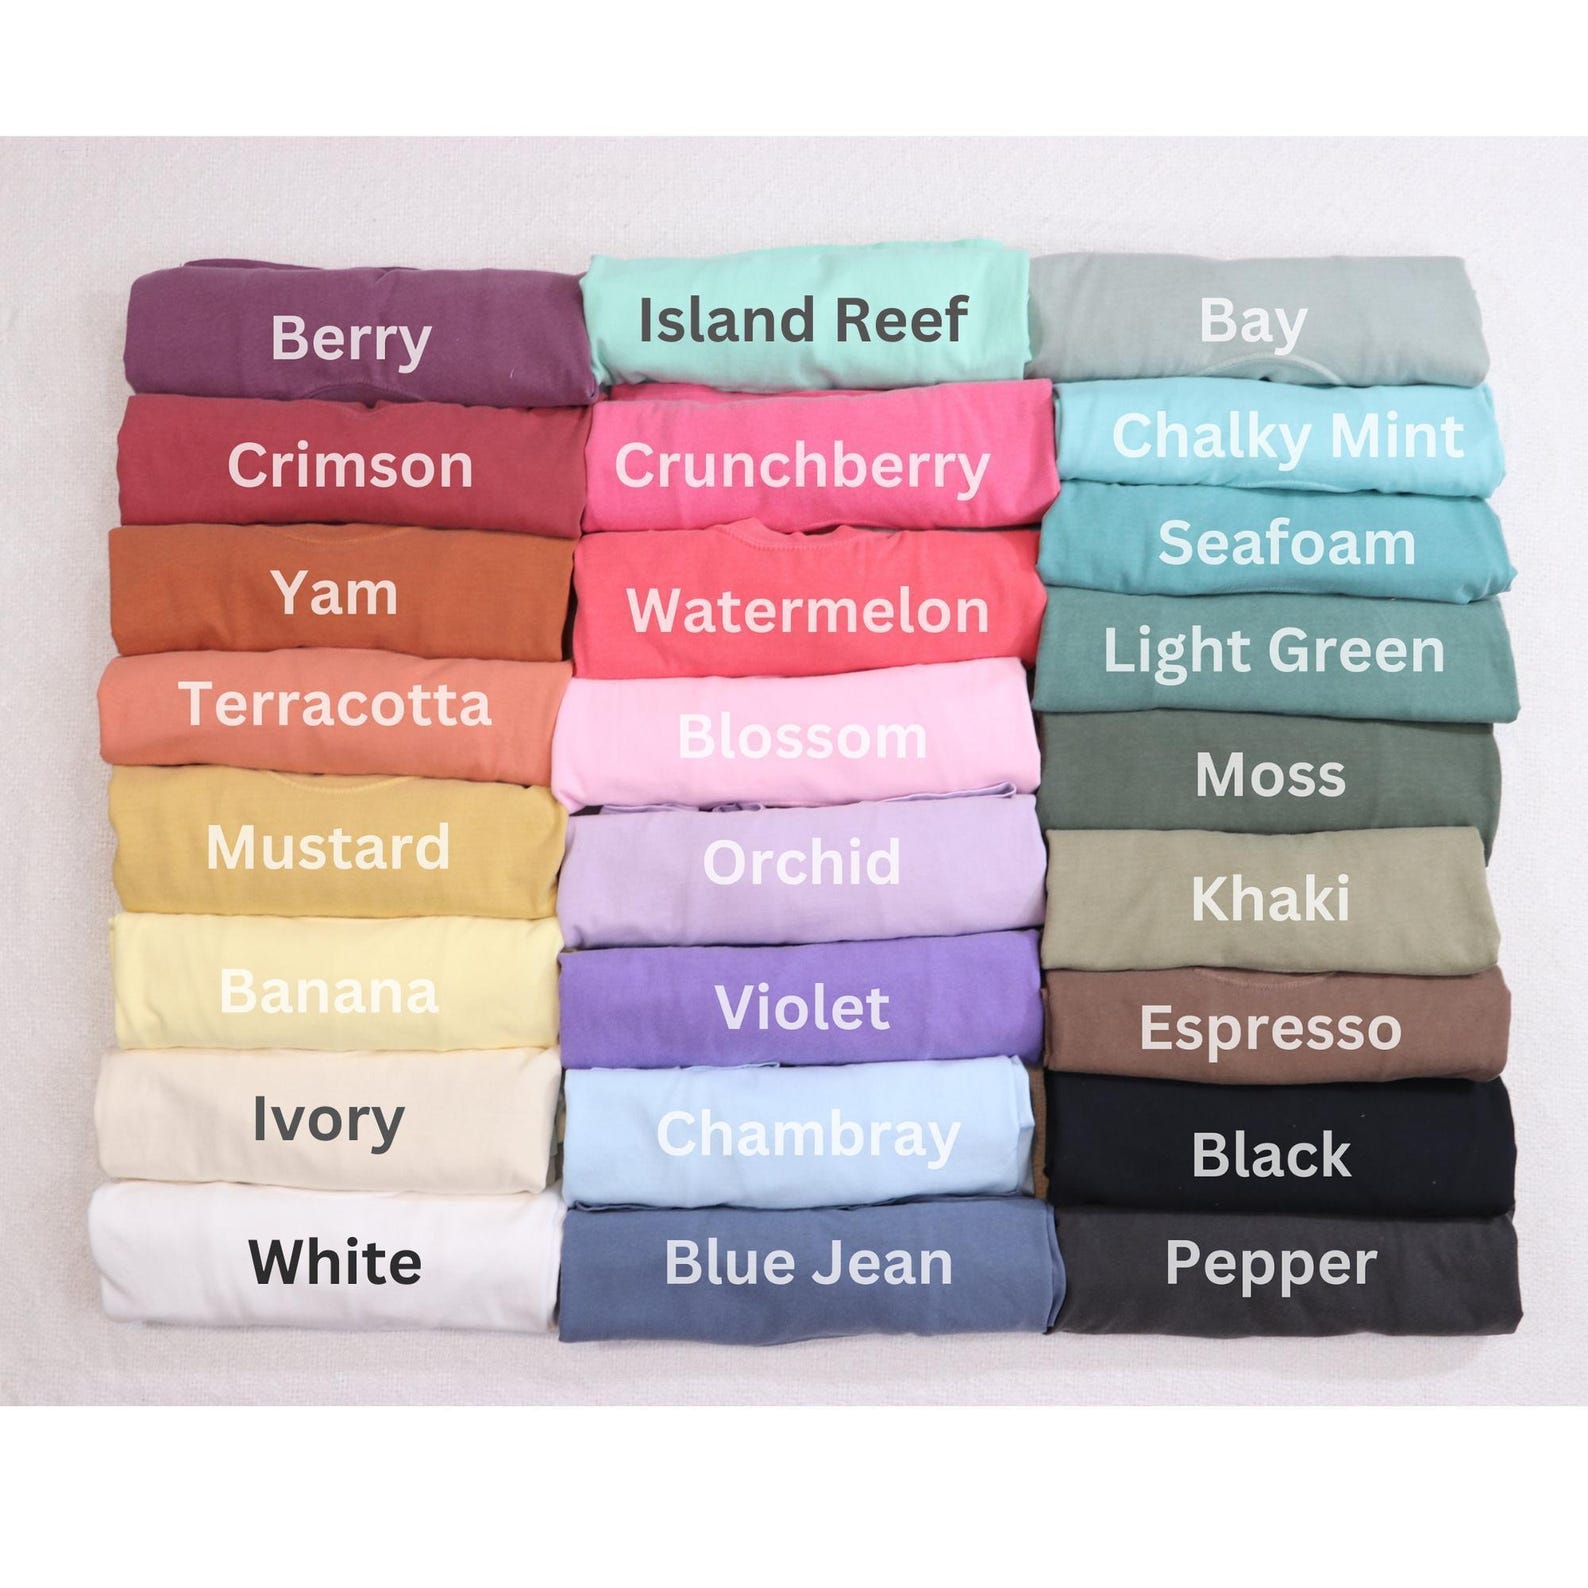 Berry
Crimson
Yam
Terracotta
Mustard
Banana
Ivory
White
Island Reef
Crunchberry
Watermelon
Blossom
Orchid
Violet
Chambray
Blue Jean
Bay
Chalky Mint
Seafoam
Light Green
Moss
Khaki
Espresso
Black
Pepper